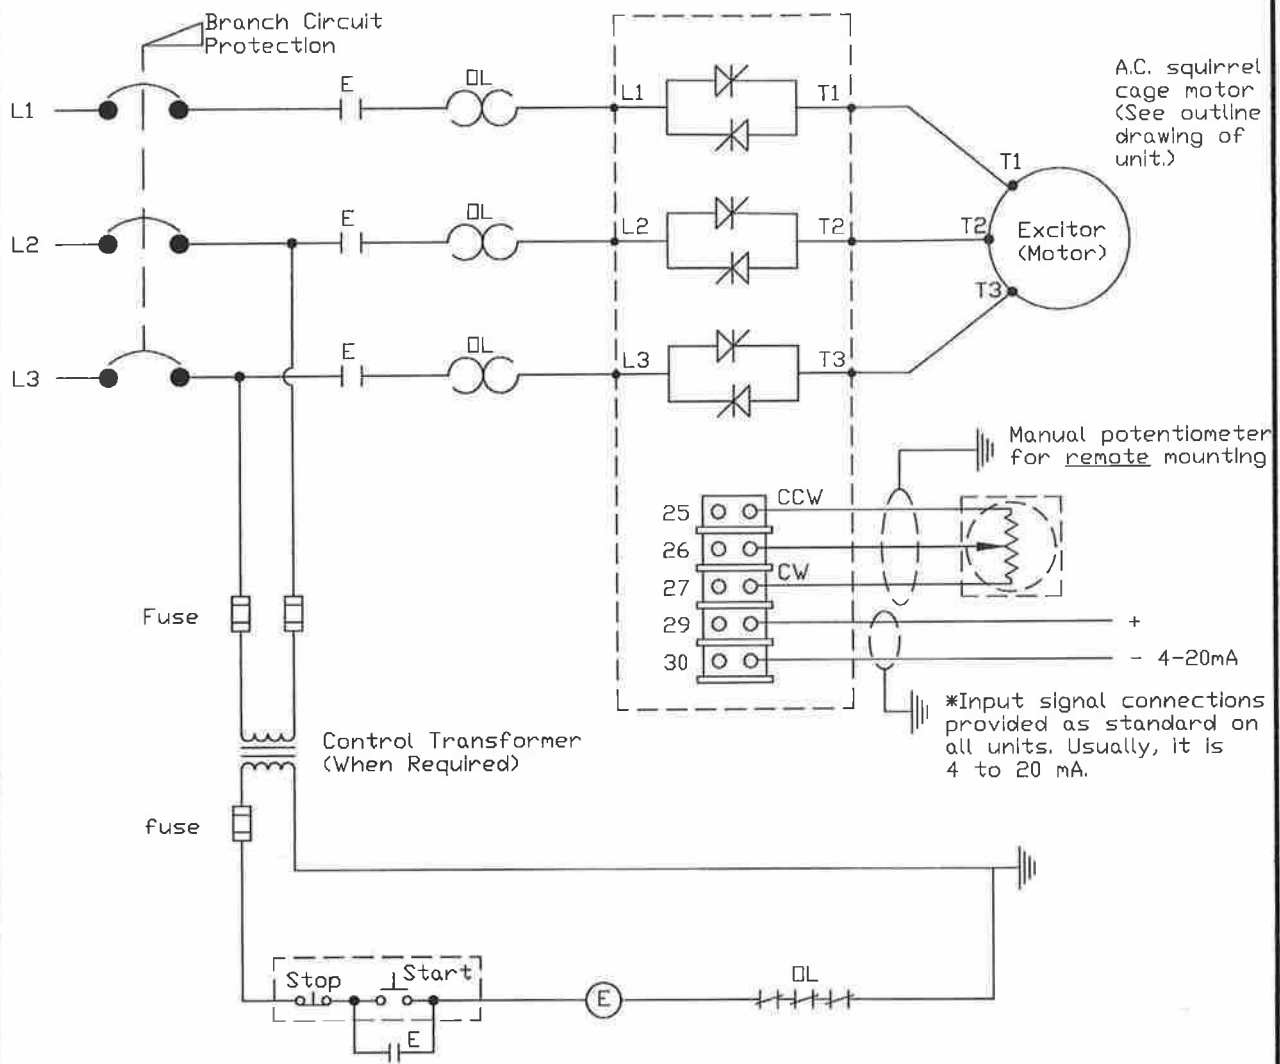 Branch Circuit
Protection
L1
E
OL
L1
T1
A.C. squirrel
cage motor
(See outline
drawing of
unit.)
T1
L2
E
OL
L2
T2
T2
Excitor
(Motor)
T3
L3
E
OL
L3
T3
Manual potentiometer
for remote mounting
25
CCW
26
27
CW
29
+
30
- 4-20mA
Fuse
*Input signal connections
provided as standard on
all units. Usually, it is
4 to 20 mA.
Control Transformer
(When Required)
fuse
Stop
Start
E
OL
E